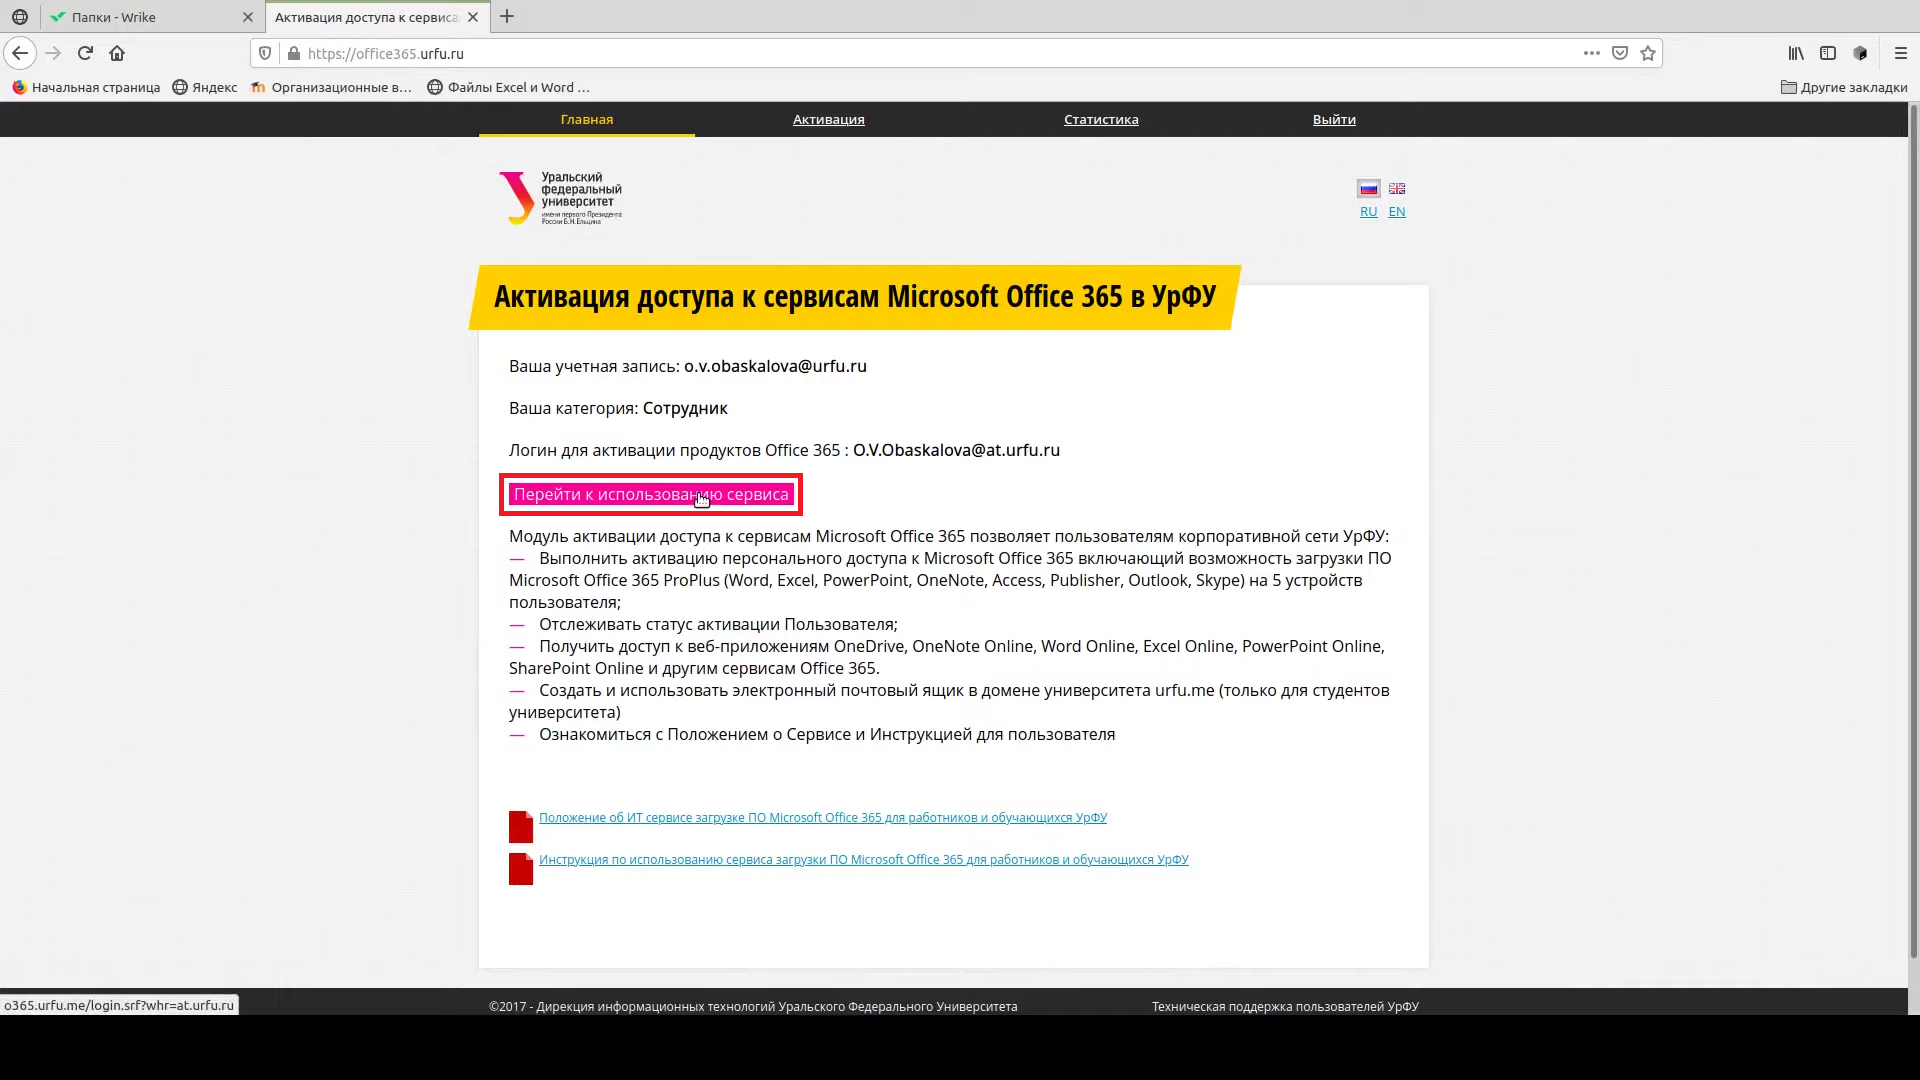 Папки - Wrike
Активация доступа к сервиса
https://office365.urfu.ru
Начальная страница
Яндекс
Организационные в…
Файлы Excel и Word …
Другие закладки
Главная
Активация
Статистика
Выйти
Уральский
федеральный
университет
имени первого Президента
России Б.Н.Ельцина
RU EN
Активация доступа к сервисам Microsoft Office 365 в УрФУ
Ваша учетная запись: o.v.obaskalova@urfu.ru
Ваша категория: Сотрудник
Логин для активации продуктов Office 365 : O.V.Obaskalova@at.urfu.ru
Перейти к использованию сервиса
Модуль активации доступа к сервисам Microsoft Office 365 позволяет пользователям корпоративной сети УрФУ:
— Выполнить активацию персонального доступа к Microsoft Office 365 включающий возможность загрузки ПО
Microsoft Office 365 ProPlus (Word, Excel, PowerPoint, OneNote, Access, Publisher, Outlook, Skype) на 5 устройств
пользователя;
— Отслеживать статус активации Пользователя;
— Получить доступ к веб-приложениям OneDrive, OneNote Online, Word Online, Excel Online, PowerPoint Online,
SharePoint Online и другим сервисам Office 365.
— Создать и использовать электронный почтовый ящик в домене университета urfu.me (только для студентов
университета)
— Ознакомиться с Положением о Сервисе и Инструкцией для пользователя
Положение об ИТ сервисе загрузке ПО Microsoft Office 365 для работников и обучающихся УрФУ
Инструкция по использованию сервиса загрузки ПО Microsoft Office 365 для работников и обучающихся УрФУ
o365.urfu.me/login.srf?whr=at.urfu.ru
©2017 - Дирекция информационных технологий Уральского Федерального Университета
Техническая поддержка пользователей УрФУ